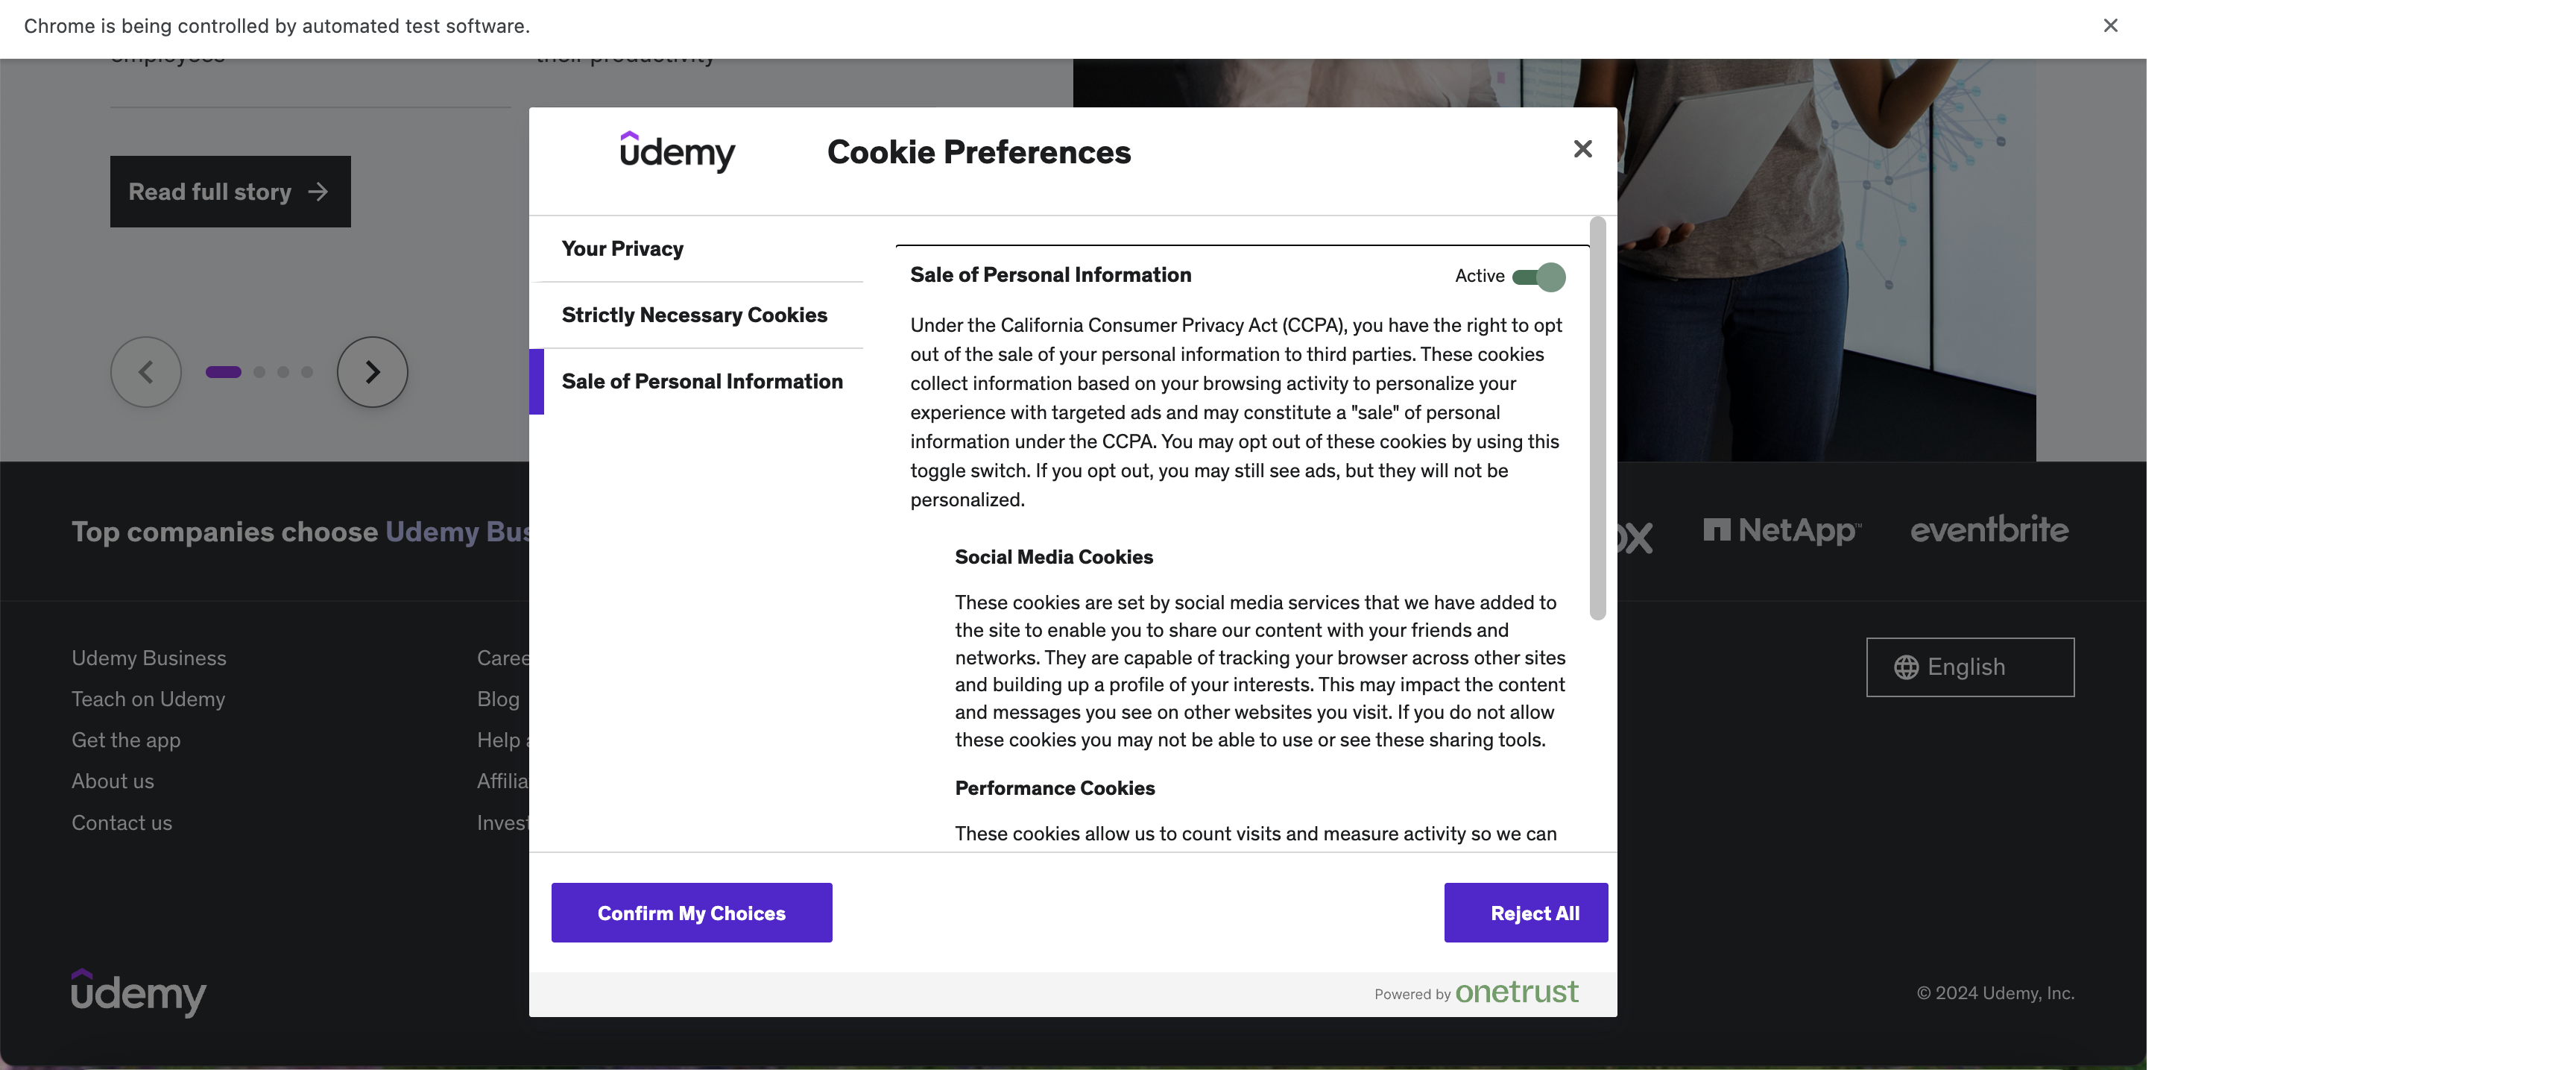 Chrome is being controlled by automated test software.
employees
their productivity
Read full story
udemy
Cookie Preferences
Your Privacy
Strictly Necessary Cookies
Sale of Personal Information
Sale of Personal Information
Active
Under the California Consumer Privacy Act (CCPA), you have the right to opt
out of the sale of your personal information to third parties. These cookies
collect information based on your browsing activity to personalize your
experience with targeted ads and may constitute a "sale" of personal
information under the CCPA. You may opt out of these cookies by using this
toggle switch. If you opt out, you may still see ads, but they will not be
personalized.
Social Media Cookies
These cookies are set by social media services that we have added to
the site to enable you to share our content with your friends and
networks. They are capable of tracking your browser across other sites
and building up a profile of your interests. This may impact the content
and messages you see on other websites you visit. If you do not allow
these cookies you may not be able to use or see these sharing tools.
Performance Cookies
These cookies allow us to count visits and measure activity so we can
Confirm My Choices
Reject All
Powered by onetrust
Top companies choose Udemy Bus
ox
NetApp™
eventbrite
Udemy Business
Teach on Udemy
Get the app
About us
Contact us
Caree
Blog
Help a
Affilia
Invest
English
udemy
© 2024 Udemy, Inc.